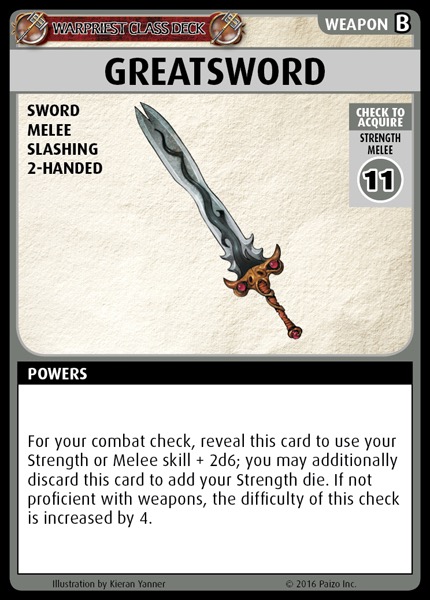 WARPRIEST CLASS DECK
WEAPON B
GREATSWORD
SWORD
MELEE
SLASHING
2-HANDED
CHECK TO
ACQUIRE
STRENGTH
MELEE
11
POWERS
For your combat check, reveal this card to use your
Strength or Melee skill + 2d6; you may additionally
discard this card to add your Strength die. If not
proficient with weapons, the difficulty of this check
is increased by 4.
Illustration by Kieran Yanner
© 2016 Paizo Inc.